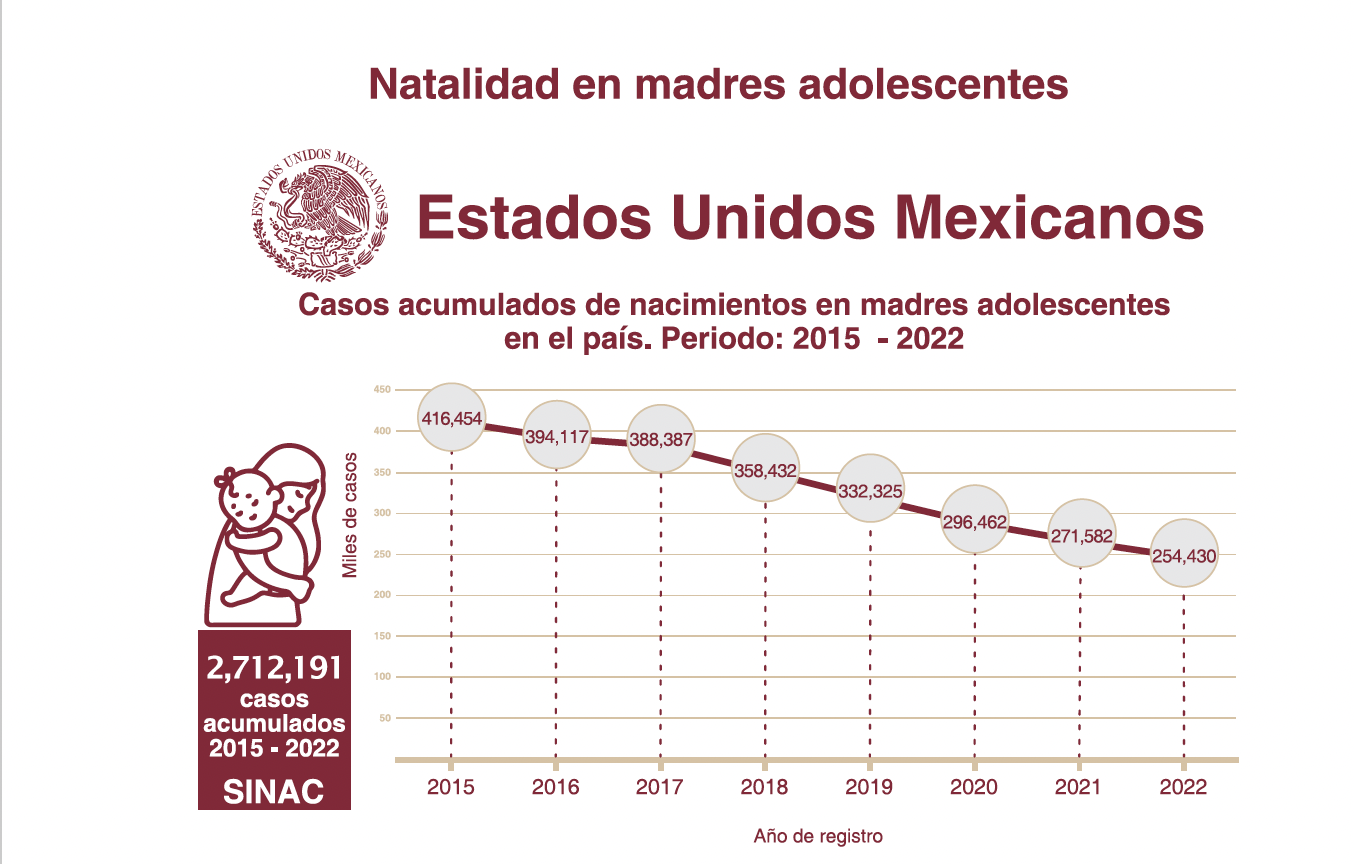 Natalidad en madres adolescentes
ESTADOS UNIDOS MEXICANOS
Estados Unidos Mexicanos
Casos acumulados de nacimientos en madres adolescentes
en el país. Periodo: 2015 - 2022
Miles de casos
450
400
350
300
250
200
150
100
50
416,454
394,117
388,387
358,432
332,325
296,462
271,582
254,430
2015 2016 2017 2018 2019 2020 2021 2022
Año de registro
2,712,191
casos
acumulados
2015 - 2022
SINAC